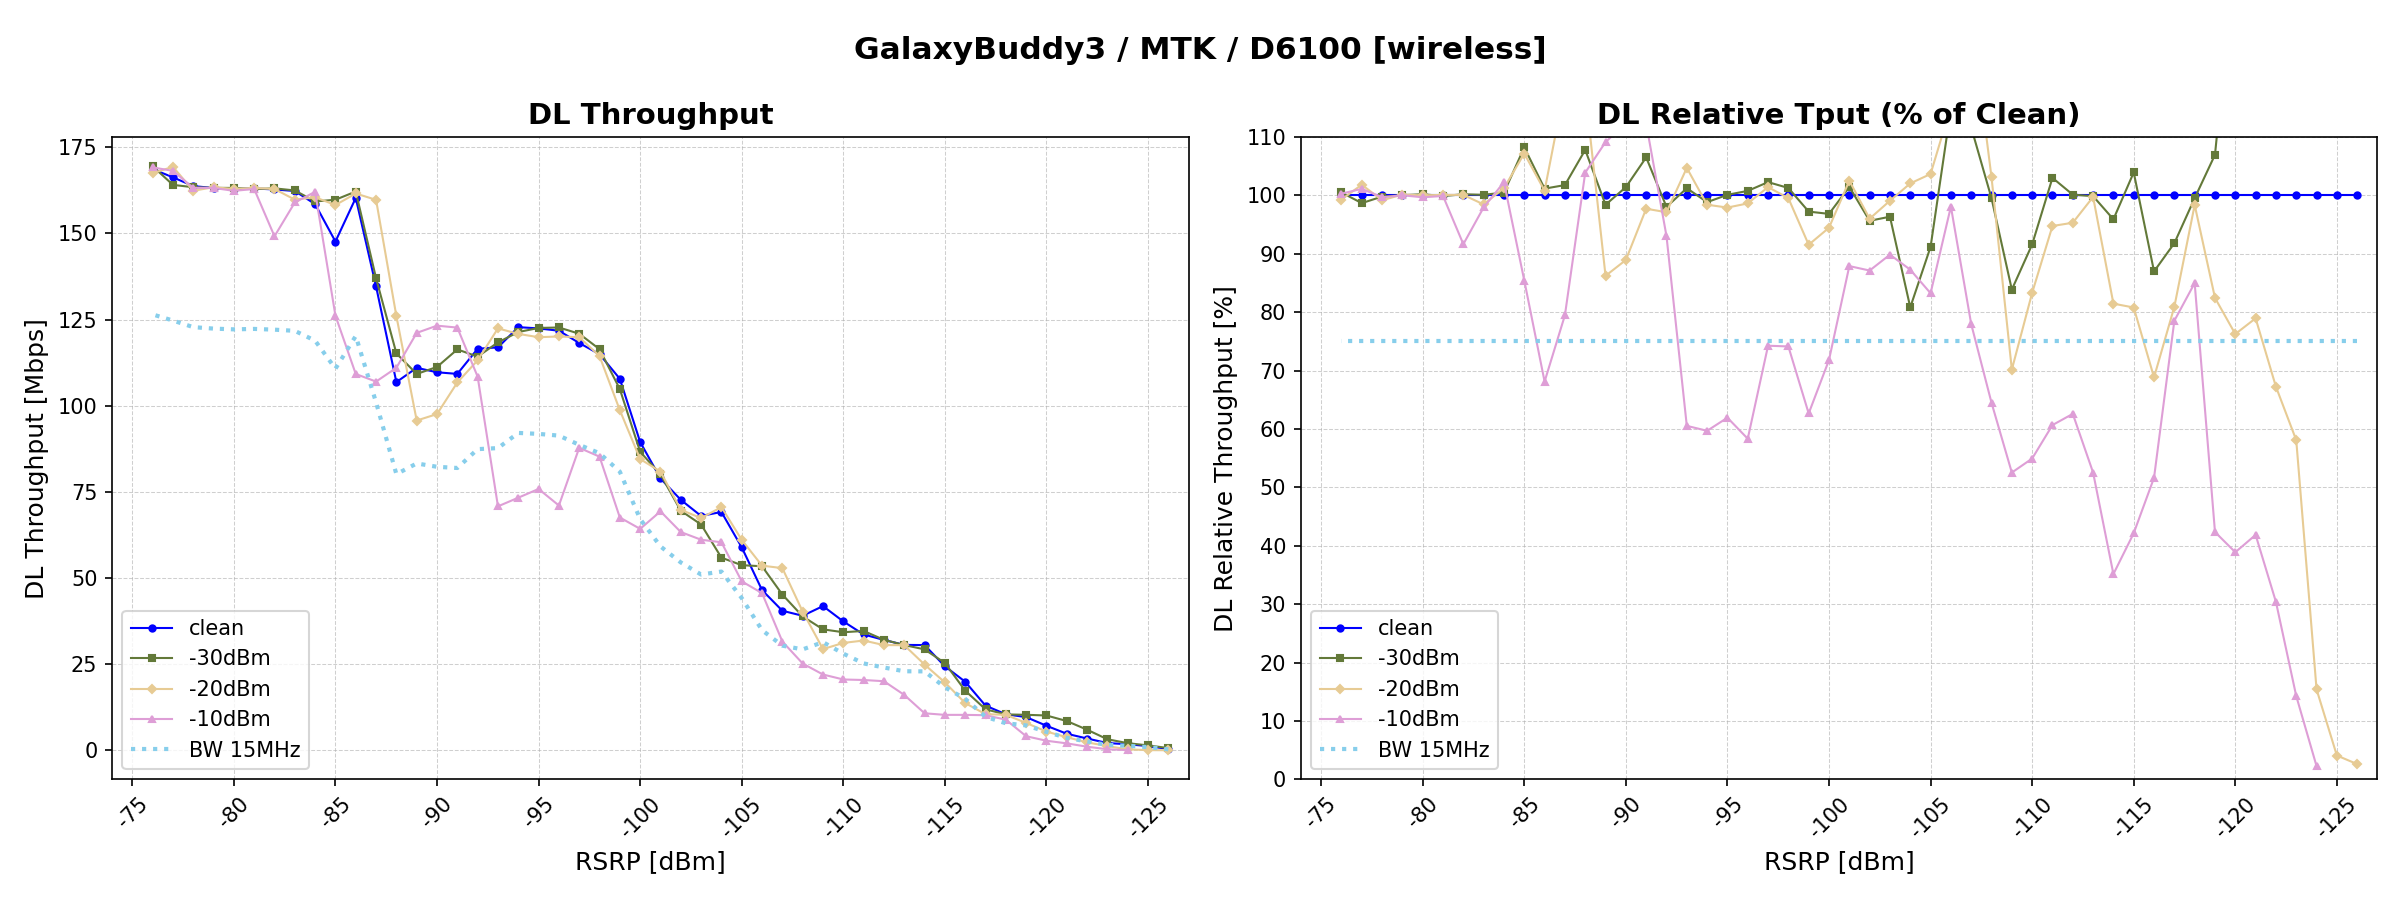 GalaxyBuddy3 / MTK / D6100 [wireless]
DL Throughput
DL Throughput [Mbps]
175
150
125
100
75
50
25
0
clean
-30dBm
-20dBm
-10dBm
BW 15MHz
-75
-80
-85
-90
-95
-100
-105
-110
-115
-120
-125
RSRP [dBm]
DL Relative Tput (% of Clean)
DL Relative Throughput [%]
110
100
90
80
70
60
50
40
30
20
10
0
clean
-30dBm
-20dBm
-10dBm
BW 15MHz
-75
-80
-85
-90
-95
-100
-105
-110
-115
-120
-125
RSRP [dBm]